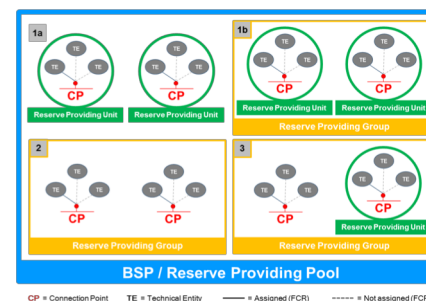 1a
TE
TE TE
CP
Reserve Providing Unit
TE
TE TE
CP
Reserve Providing Unit
1b
TE
TE TE
CP
Reserve Providing Unit
TE
TE TE
CP
Reserve Providing Unit
Reserve Providing Group
2
TE
TE TE
CP
TE
TE TE
CP
Reserve Providing Group
3
TE
TE TE
CP
TE
TE TE
CP
Reserve Providing Unit
Reserve Providing Group
BSP / Reserve Providing Pool
CP = Connection Point TE = Technical Entity = Assigned (FCR) = Not assigned (FCR